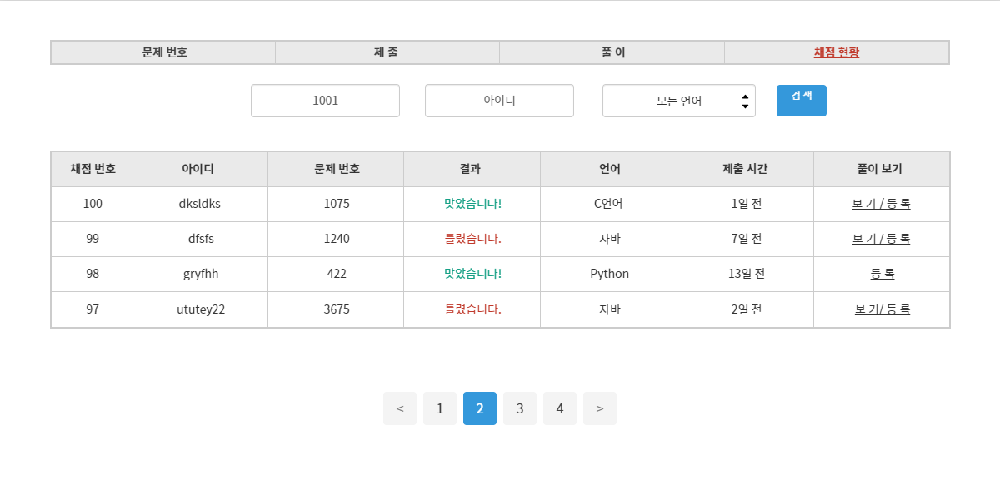 문제 번호 제 출 풀 이 채점 현황
1001 아이디 모든 언어 검 색
채점 번호 아이디 문제 번호 결과 언어 제출 시간 풀이 보기
100 dksldks 1075 맞았습니다! C언어 1일 전 보 기 / 등 록
99 dfsfs 1240 틀렸습니다. 자바 7일 전 보 기 / 등 록
98 gryfhh 422 맞았습니다! Python 13일 전 등 록
97 ututey22 3675 틀렸습니다. 자바 2일 전 보 기/ 등 록
< 1 2 3 4 >